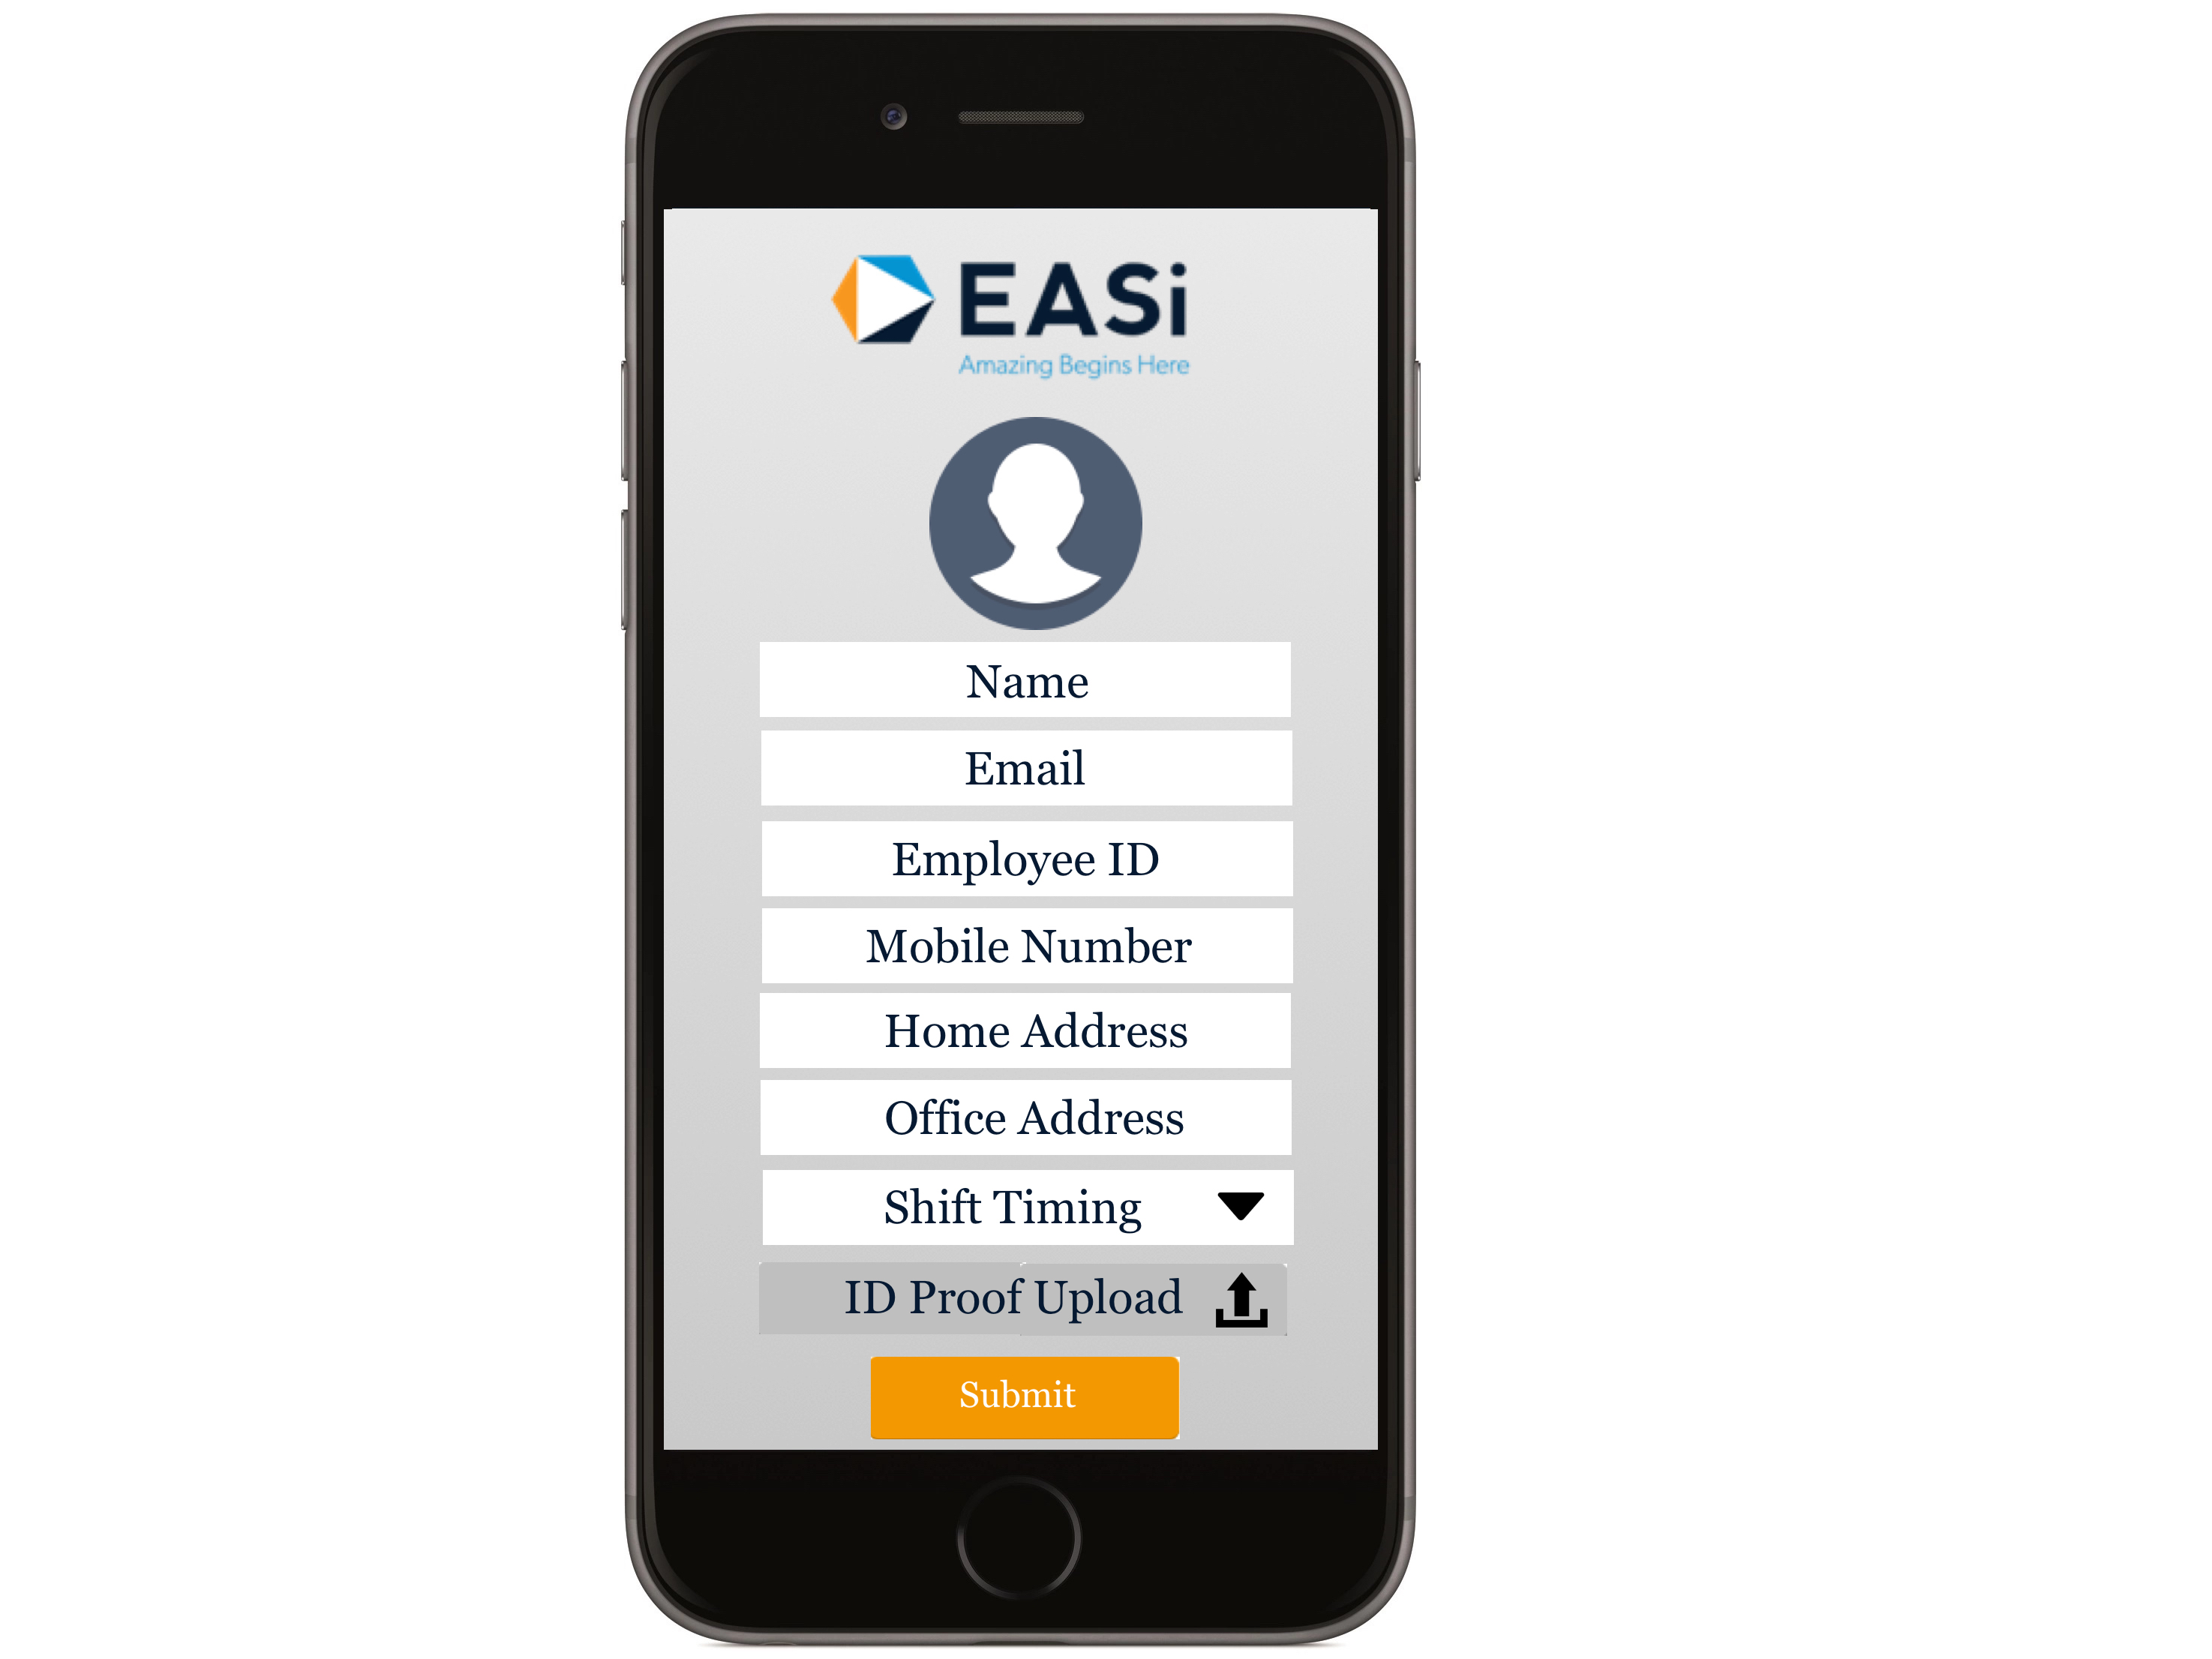 EASi
Amazing Begins Here
Name
Email
Employee ID
Mobile Number
Home Address
Office Address
Shift Timing
ID Proof Upload
Submit